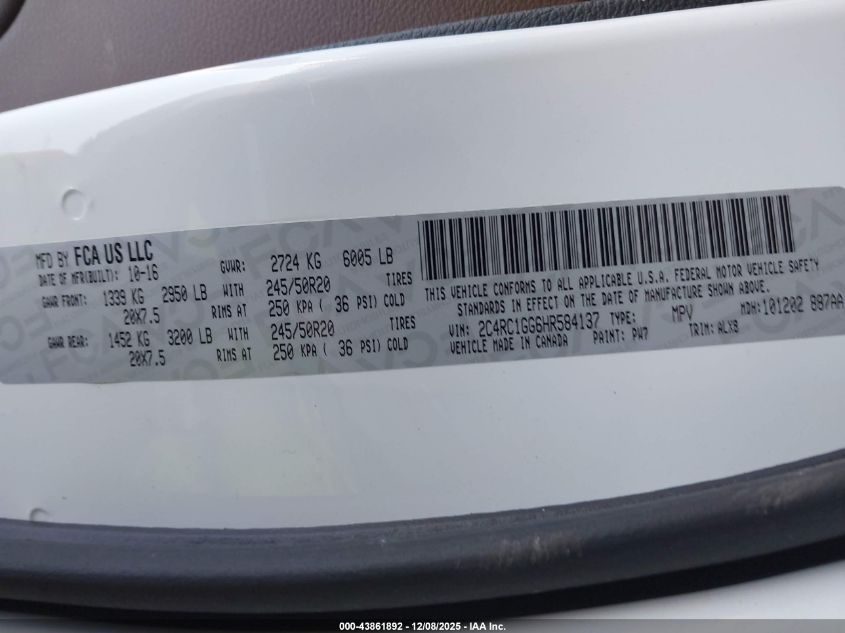 MFD BY FCA US LLC
DATE OF MFR(BUILT): 10-16
GVWR: 2724 KG 6005 LB
GAWR FRONT: 1339 KG 2950 LB WITH 245/50R20 TIRES
20X7.5 RIMS AT 250 KPA ( 36 PSI) COLD
GAWR REAR: 1452 KG 3200 LB WITH 245/50R20 TIRES
20X7.5 RIMS AT 250 KPA ( 36 PSI) COLD
THIS VEHICLE CONFORMS TO ALL APPLICABLE U.S.A. FEDERAL MOTOR VEHICLE SAFETY
STANDARDS IN EFFECT ON THE DATE OF MANUFACTURE SHOWN ABOVE.
VIN: 2C4RC1GG6HR584137 TYPE: MPV MDH: 101202 897AA
VEHICLE MADE IN CANADA PAINT: PW7 TRIM: ALX8
000-43861892 - 12/08/2025 - IAA Inc.